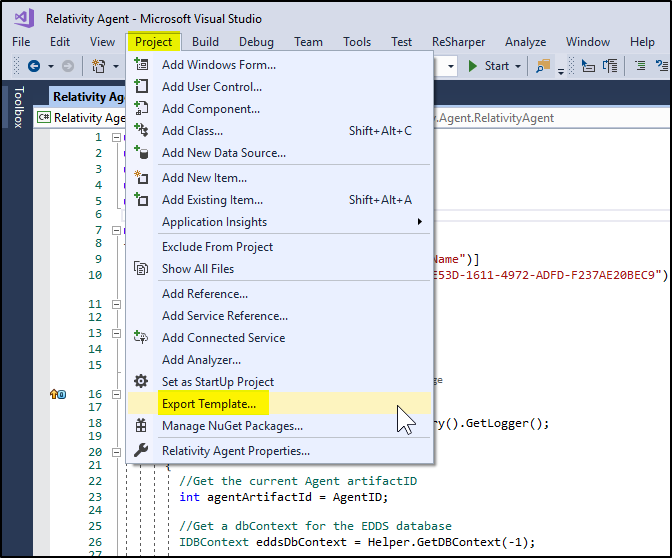 Relativity Agent - Microsoft Visual Studio
File Edit View Project Build Debug Team Tools Test ReSharper Analyze Window Help
Start
Toolbox
Relativity Ag
C# Relativity Agen y.Agent.RelativityAgent
Add Windows Form...
Add User Control...
Add Component...
Add Class... Shift+Alt+C
Add New Data Source...
Add New Item...
Add Existing Item... Shift+Alt+A
Application Insights
Exclude From Project
Show All Files
Add Reference...
Add Service Reference...
Add Connected Service
Add Analyzer...
Set as StartUp Project
Export Template...
Manage NuGet Packages...
Relativity Agent Properties...
1
2
3
4
5
6
7
8
9 Name")]
10 E53D-1611-4972-ADFD-F237AE20BEC9")
11
12
13
14
15
ge
16
17
18 ry().GetLogger();
19
20
21 {
22 //Get the current Agent artifactID
23 int agentArtifactId = AgentID;
24
25 //Get a dbContext for the EDDS database
26 IDBContext eddsDbContext = Helper.GetDBContext(-1);
27